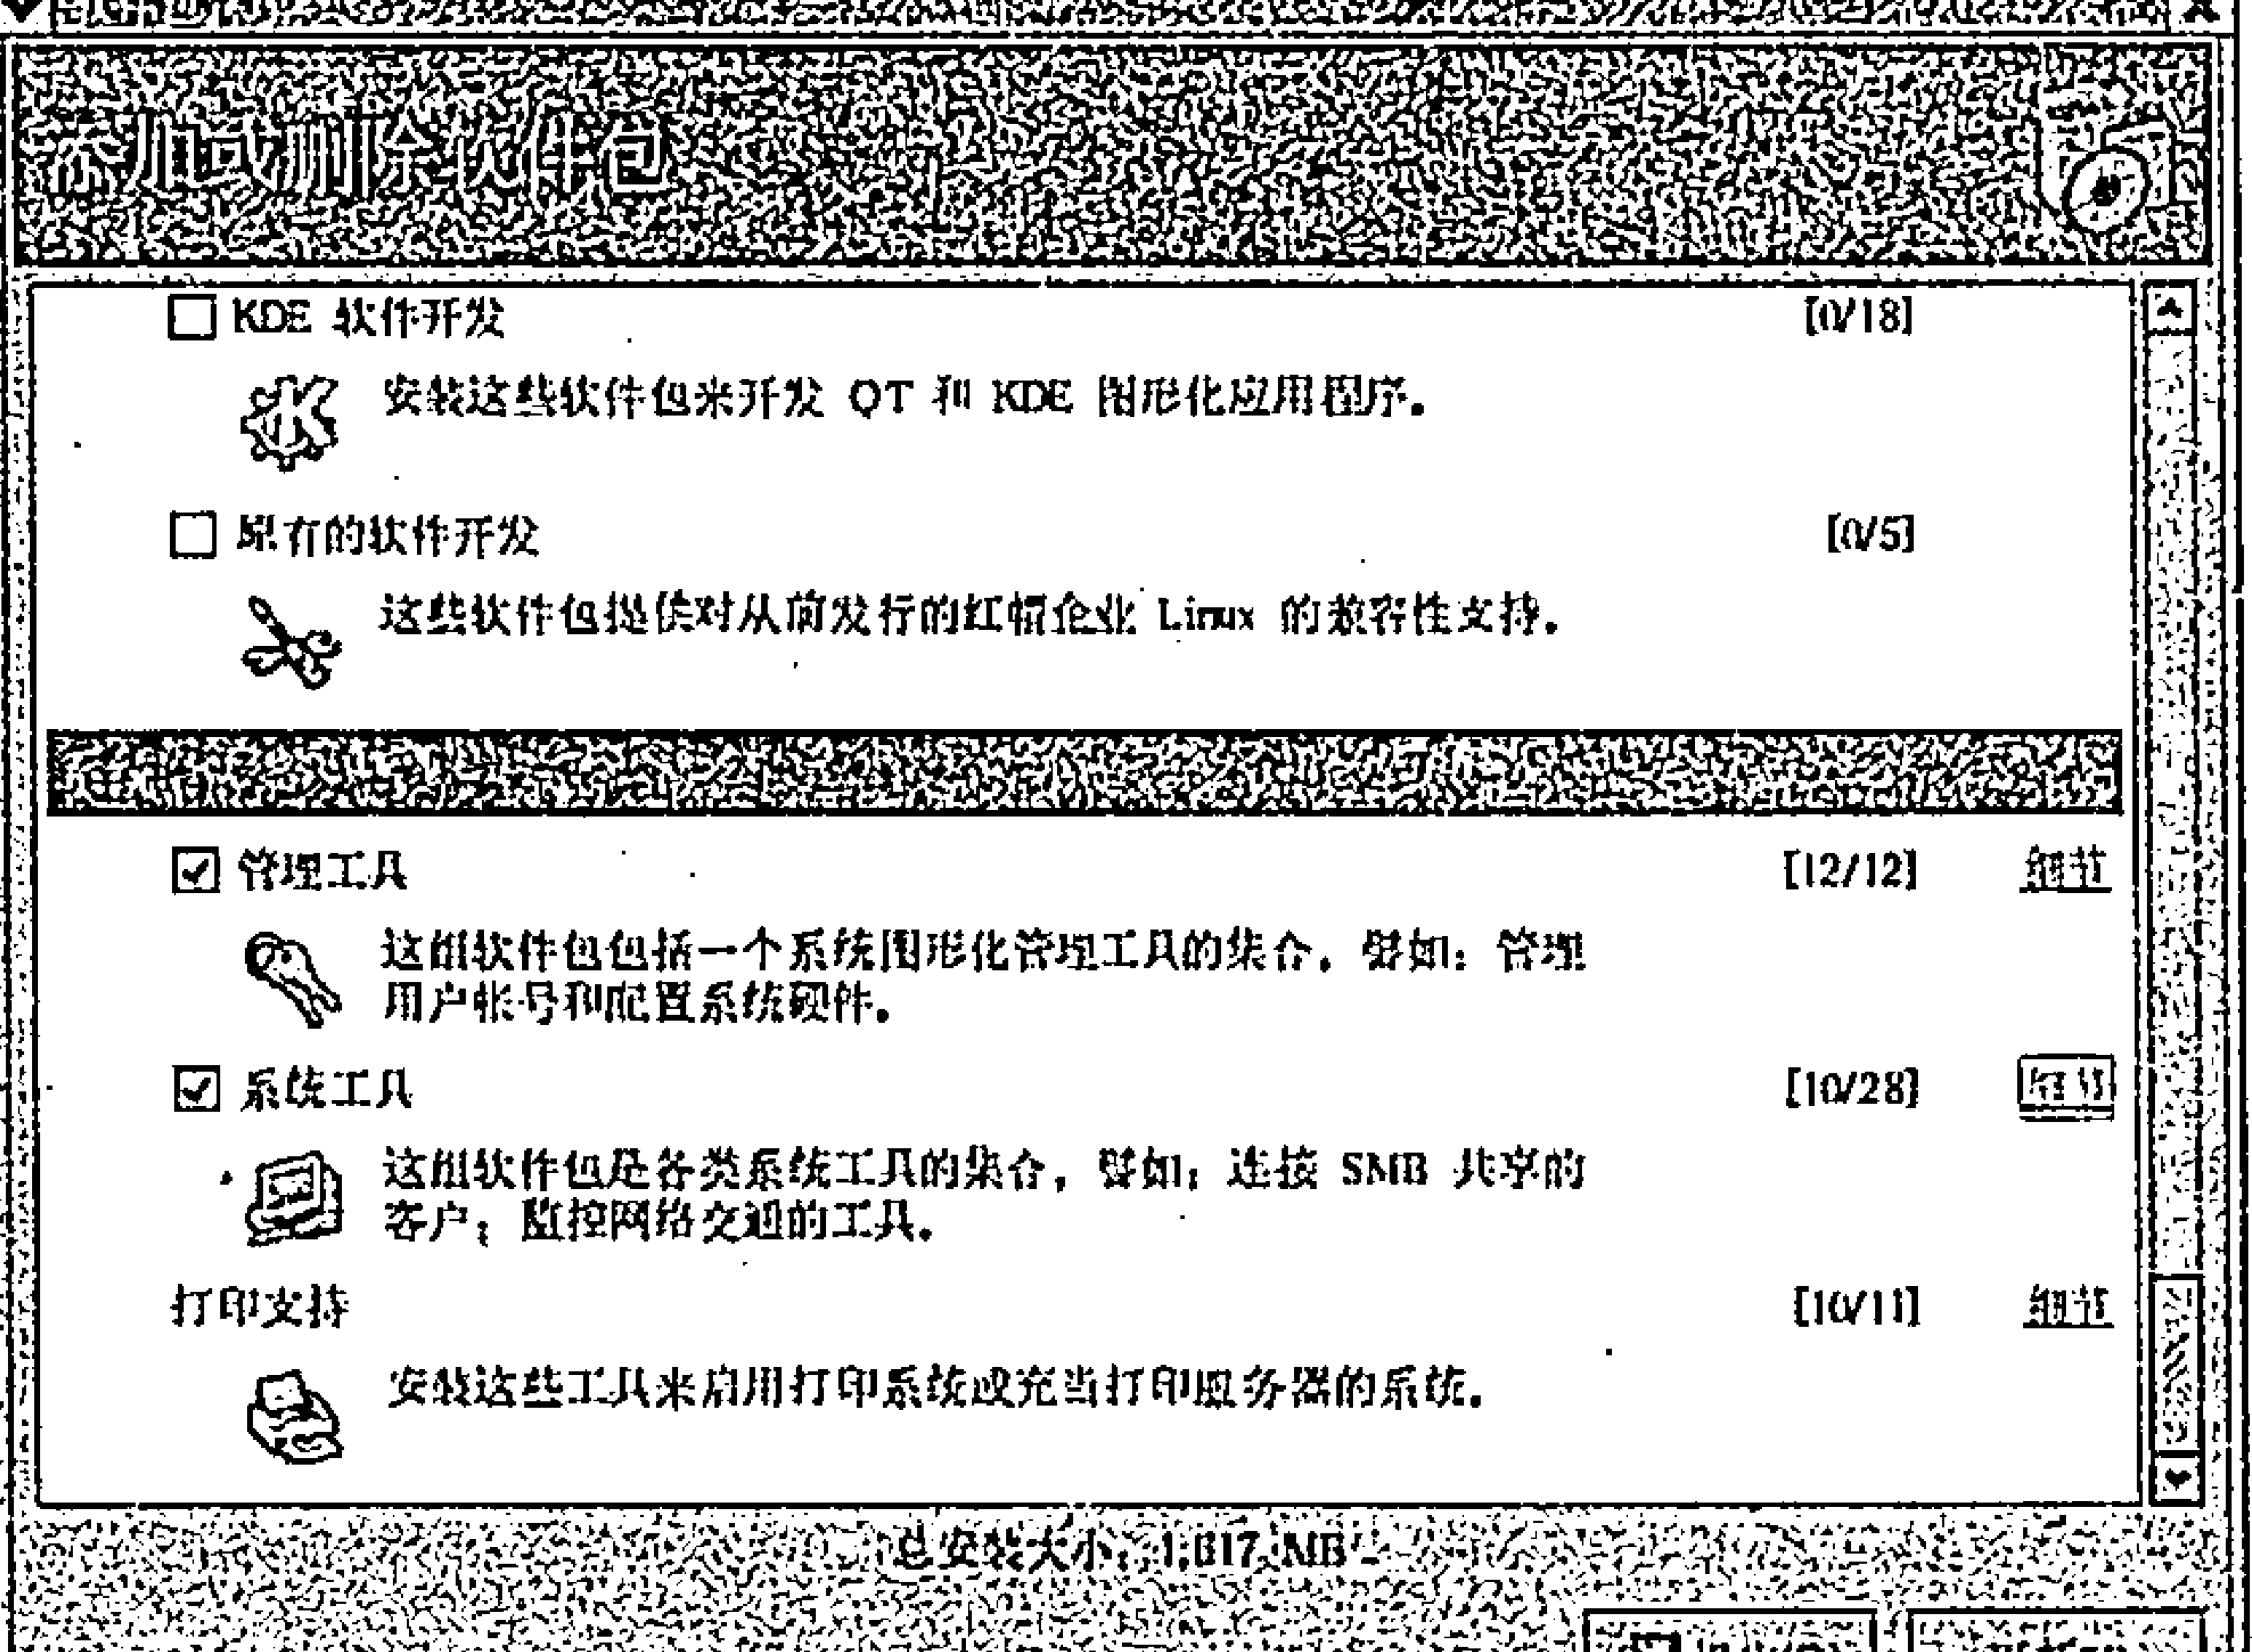 添加或删除软件包
KDE 软件开发 [0/18]
安装这些软件包来开发 QT 和 KDE 图形化应用程序。
原有的软件开发 [0/5]
这些软件包提供对从前发行的红帽企业 Linux 的兼容性支持。
管理工具 [12/12] 细节
这组软件包包括一个系统图形化管理工具的集合，譬如：管理
用户帐号和配置系统硬件。
系统工具 [10/28] 细节
这组软件包是各类系统工具的集合，譬如：连接 SMB 共享的
客户；监控网络交通的工具。
打印支持 [10/11] 细节
安装这些工具来启用打印系统或充当打印服务器的系统。
总安装大小： MB